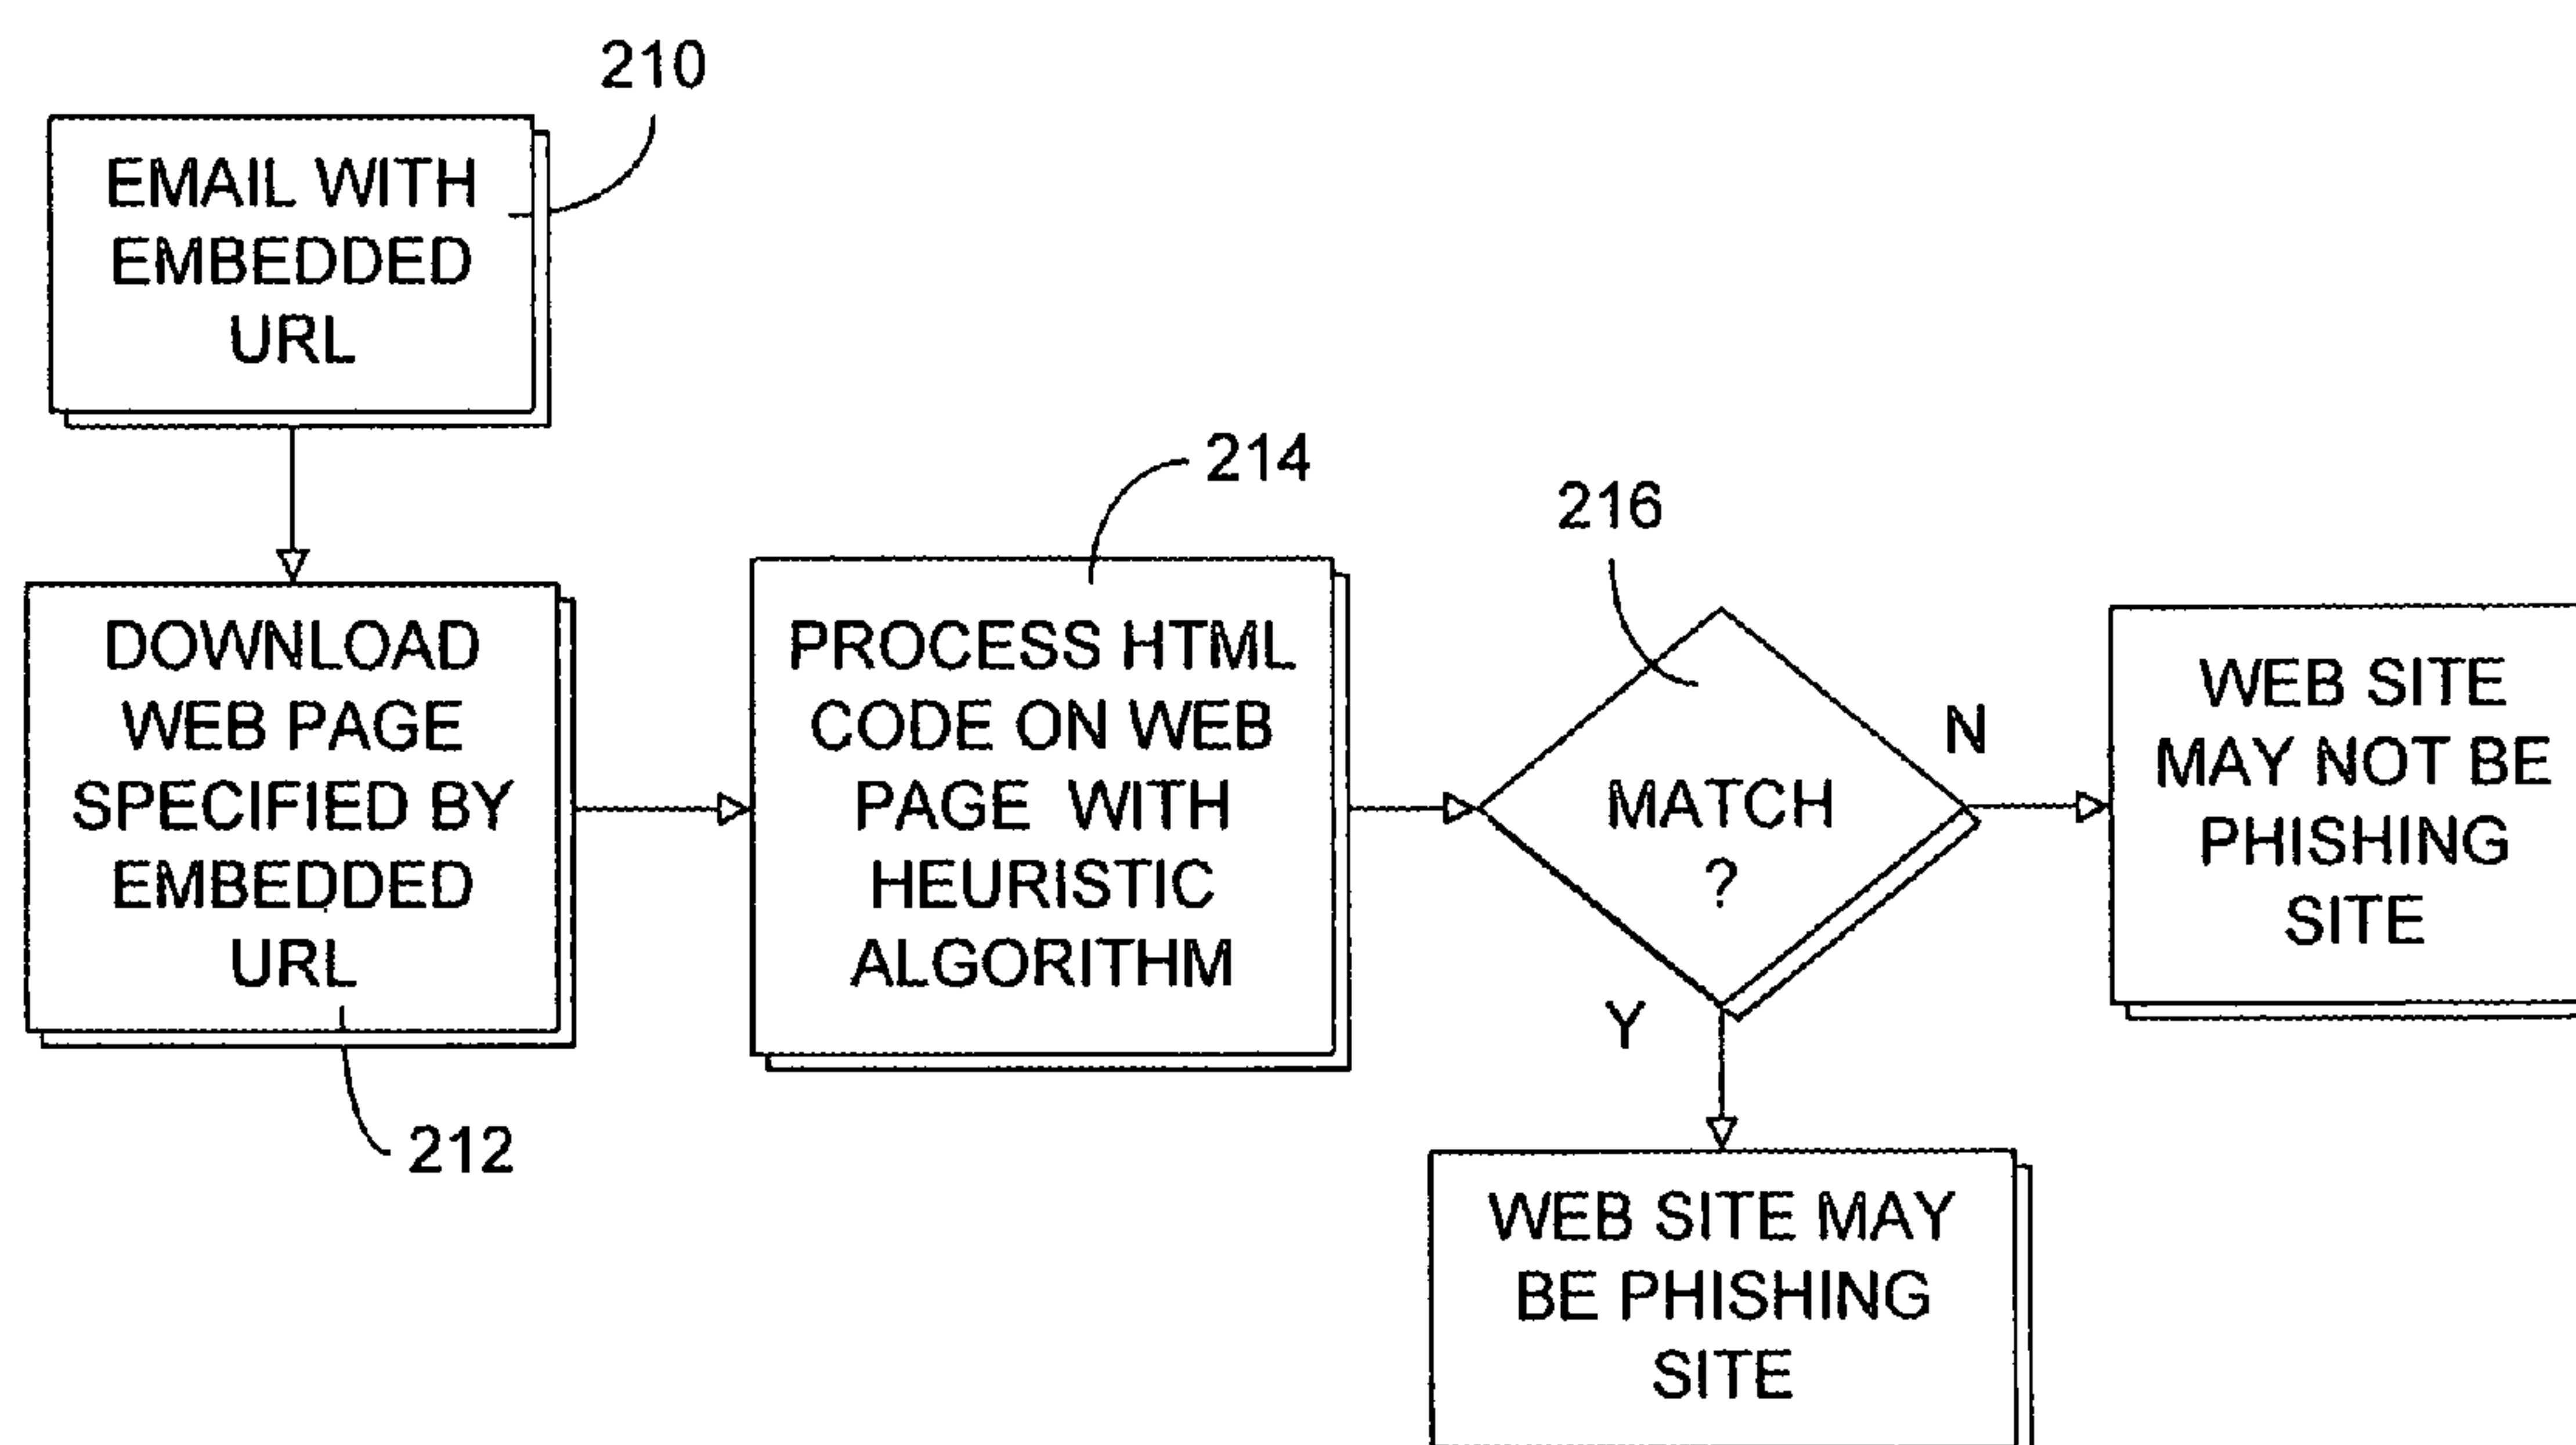 210
EMAIL WITH
EMBEDDED
URL
DOWNLOAD
WEB PAGE
SPECIFIED BY
EMBEDDED
URL
212
214
PROCESS HTML
CODE ON WEB
PAGE WITH
HEURISTIC
ALGORITHM
216
MATCH
?
N
Y
WEB SITE
MAY NOT BE
PHISHING
SITE
WEB SITE MAY
BE PHISHING
SITE